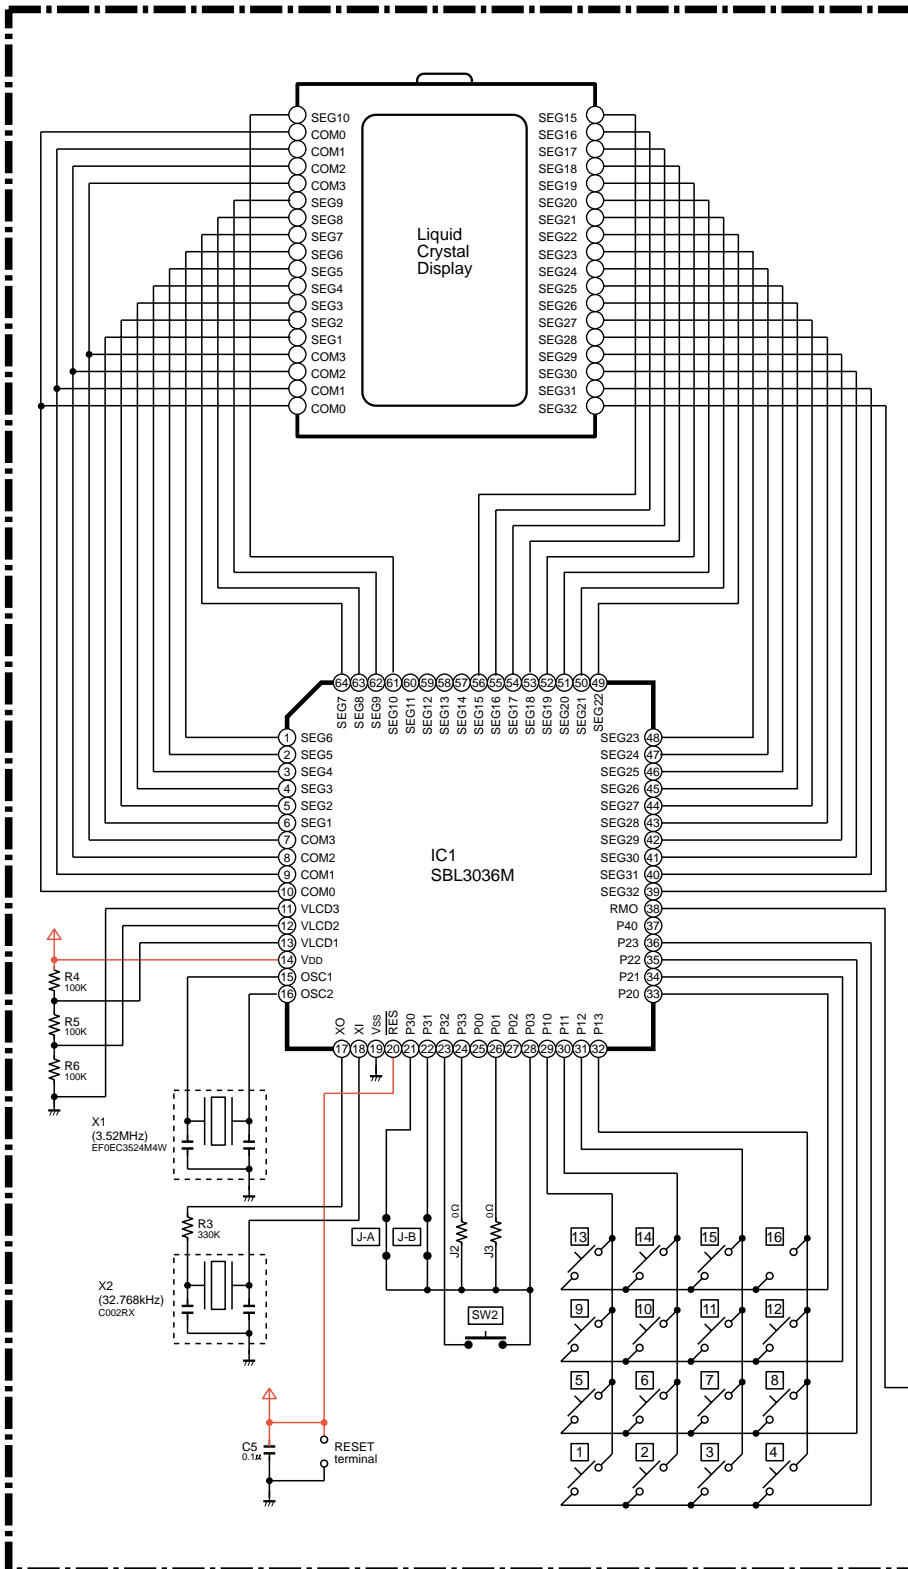 SEG10
COM0
COM1
COM2
COM3
SEG9
SEG8
SEG7
SEG6
SEG5
SEG4
SEG3
SEG2
SEG1
COM3
COM2
COM1
COM0
Liquid
Crystal
Display
SEG15
SEG16
SEG17
SEG18
SEG19
SEG20
SEG21
SEG22
SEG23
SEG24
SEG25
SEG26
SEG27
SEG28
SEG29
SEG30
SEG31
SEG32
64 63 62 61 60 59 58 57 56 55 54 53 52 51 50 49
SEG7
SEG8
SEG9
SEG10
SEG11
SEG12
SEG13
SEG14
SEG15
SEG16
SEG17
SEG18
SEG19
SEG20
SEG21
SEG22
1 SEG6
2 SEG5
3 SEG4
4 SEG3
5 SEG2
6 SEG1
7 COM3
8 COM2
9 COM1
10 COM0
11 VLCD3
12 VLCD2
13 VLCD1
14 VDD
15 OSC1
16 OSC2
IC1
SBL3036M
SEG23 48
SEG24 47
SEG25 46
SEG26 45
SEG27 44
SEG28 43
SEG29 42
SEG30 41
SEG31 40
SEG32 39
RMO 38
P40 37
P23 36
P22 35
P21 34
P20 33
XO
XI
VSS
RES
P30
P31
P32
P33
P00
P01
P02
P03
P10
P11
P12
P13
17 18 19 20 21 22 23 24 25 26 27 28 29 30 31 32
R4
100K
R5
100K
R6
100K
X1
(3.52MHz)
EF0EC3524M4W
R3
330K
X2
(32.768kHz)
C002RX
J-A
J-B
0Ω
J2
0Ω
J3
SW2
C5
0.1μ
RESET
terminal
13 14 15 16
9 10 11 12
5 6 7 8
1 2 3 4